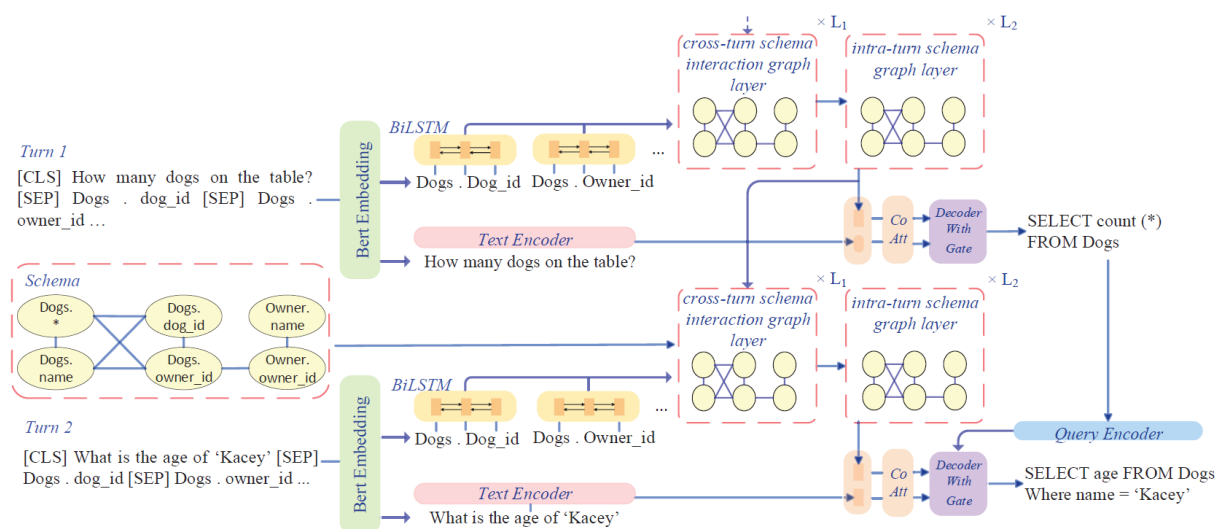 Turn 1
[CLS] How many dogs on the table?
[SEP] Dogs . dog_id [SEP] Dogs .
owner_id ...
Bert Embedding
BiLSTM
Dogs . Dog_id
Dogs . Owner_id
...
Text Encoder
How many dogs on the table?
cross-turn schema
interaction graph
layer
× L1
intra-turn schema
graph layer
× L2
Co
Att
Decoder
With
Gate
SELECT count (*)
FROM Dogs
Schema
Dogs.
*
Dogs.
dog_id
Owner.
name
Dogs.
name
Dogs.
owner_id
Owner.
owner_id
Turn 2
[CLS] What is the age of ‘Kacey’ [SEP]
Dogs . dog_id [SEP] Dogs . owner_id ...
Bert Embedding
BiLSTM
Dogs . Dog_id
Dogs . Owner_id
...
Text Encoder
What is the age of ‘Kacey’
cross-turn schema
interaction graph
layer
× L1
intra-turn schema
graph layer
× L2
Co
Att
Decoder
With
Gate
Query Encoder
SELECT age FROM Dogs
Where name = ‘Kacey’